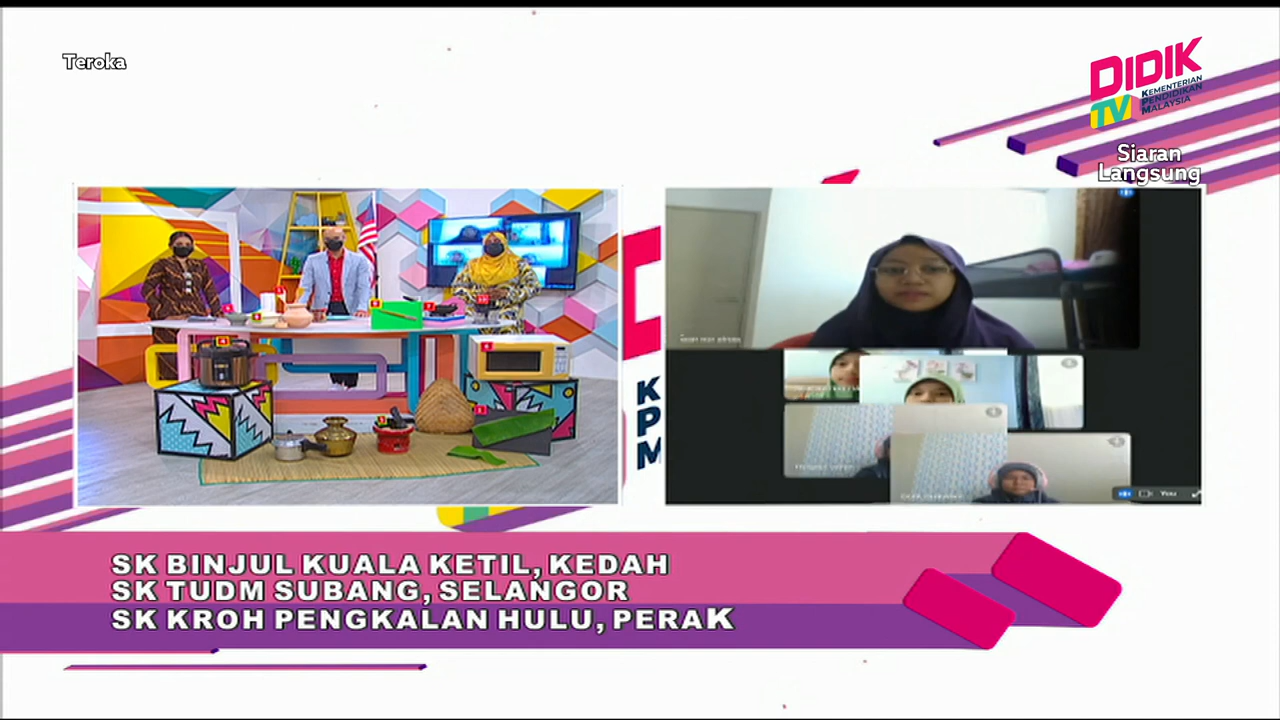 Teroka
DIDIK
TV
KEMENTERIAN
PENDIDIKAN
MALAYSIA
Siaran
Langsung
K
P
M
You
SK BINJUL KUALA KETIL, KEDAH
SK TUDM SUBANG, SELANGOR
SK KROH PENGKALAN HULU, PERAK